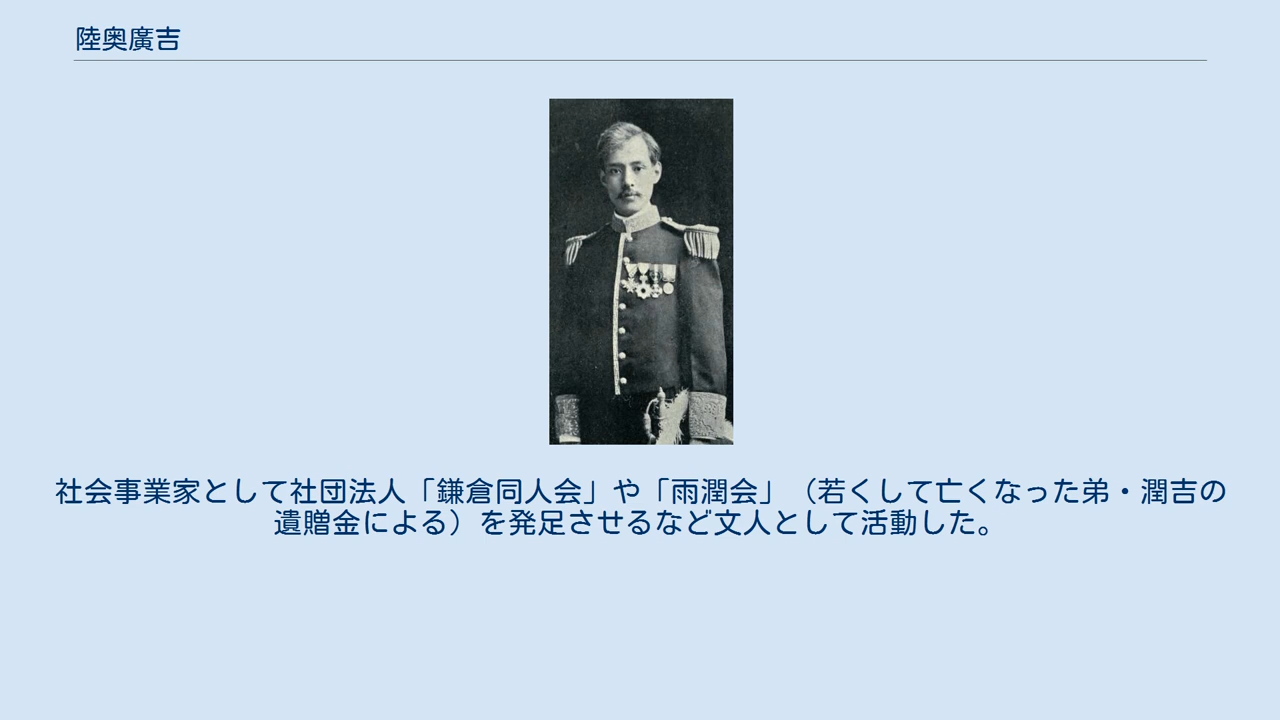 陸奥廣吉
社会事業家として社団法人「鎌倉同人会」や「雨潤会」（若くして亡くなった弟・潤吉の
遺贈金による）を発足させるなど文人として活動した。